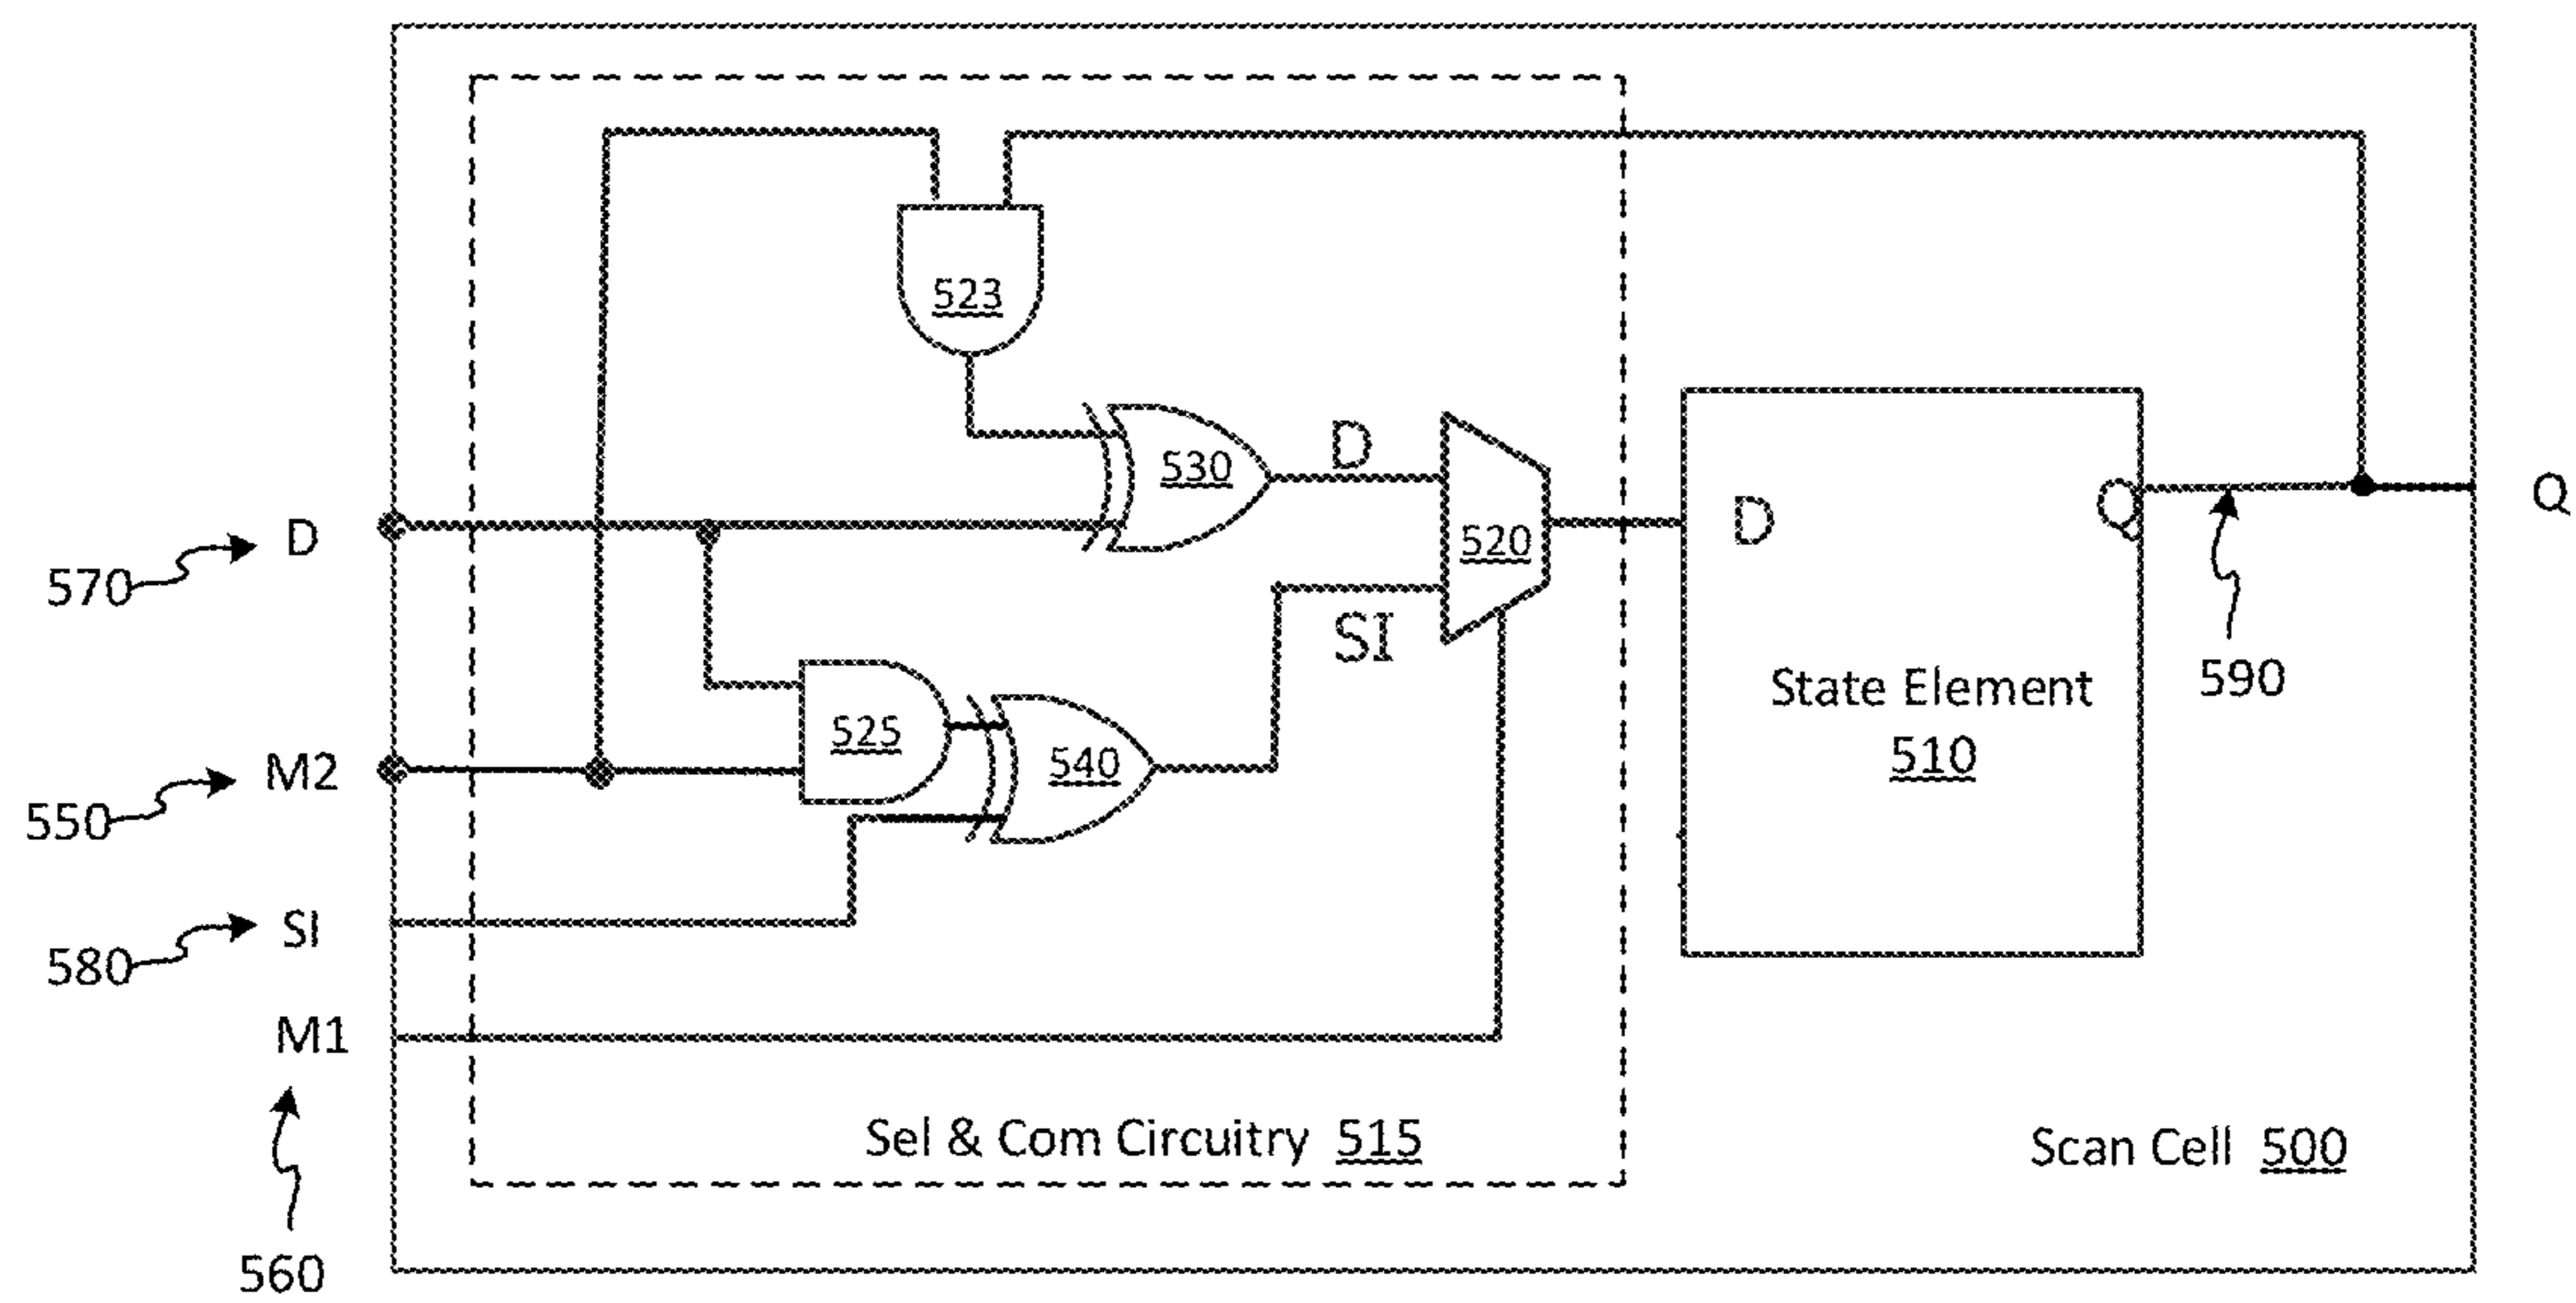 523
D
530
520
D
Q
Q
D
570
SI
590
525
540
State Element
510
M2
550
SI
580
M1
Sel & Com Circuitry 515
Scan Cell 500
560